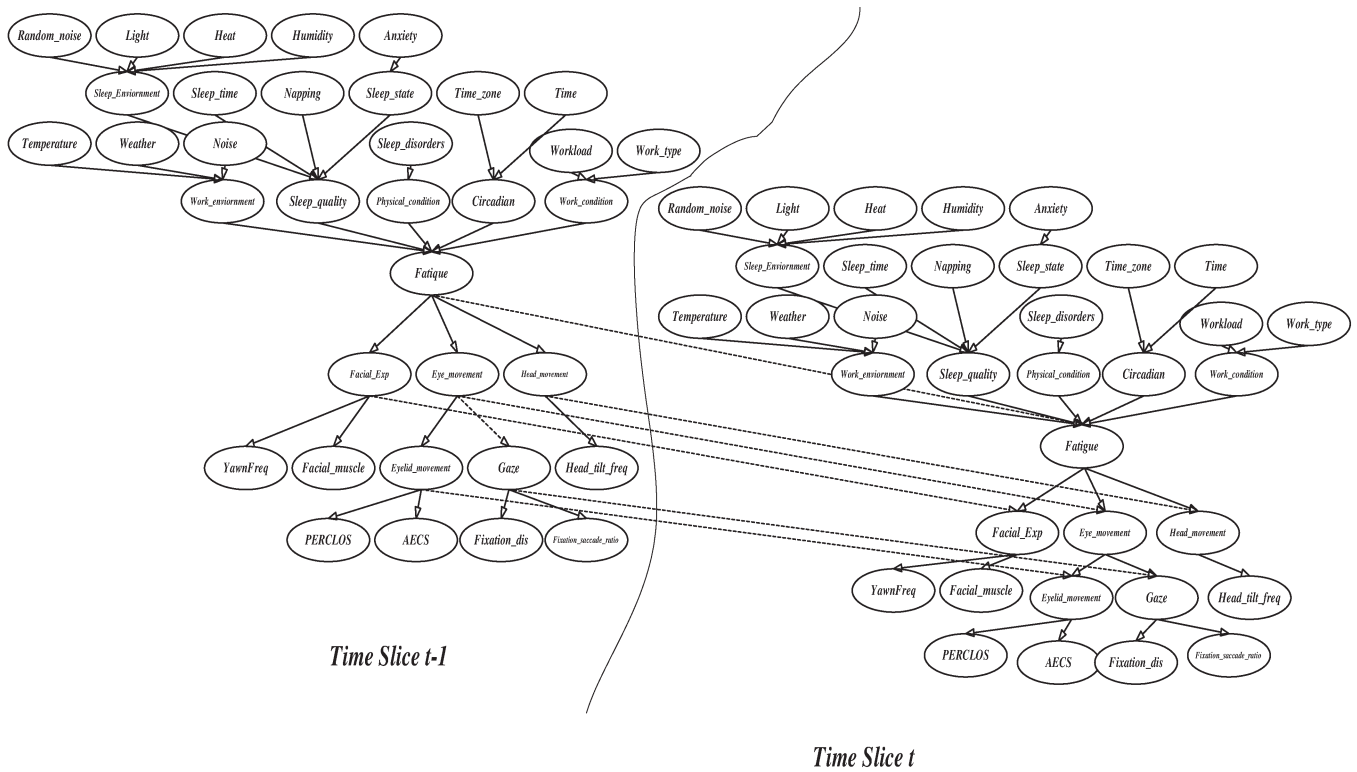 Random_noise Light Heat Humidity Anxiety
Sleep_Enviornment Sleep_time Napping Sleep_state Time_zone Time
Temperature Weather Noise Sleep_disorders Workload Work_type
Work_enviornment Sleep_quality Physical_condition Circadian Work_condition
Fatique
Facial_Exp Eye_movement Head_movement
YawnFreq Facial_muscle Eyelid_movement Gaze Head_tilt_freq
PERCLOS AECS Fixation_dis Fixation_saccade_ratio
Time Slice t-1
Random_noise Light Heat Humidity Anxiety
Sleep_Enviornment Sleep_time Napping Sleep_state Time_zone Time
Temperature Weather Noise Sleep_disorders Workload Work_type
Work_enviornment Sleep_quality Physical_condition Circadian Work_condition
Fatigue
Facial_Exp Eye_movement Head_movement
YawnFreq Facial_muscle Eyelid_movement Gaze Head_tilt_freq
PERCLOS AECS Fixation_dis Fixation_saccade_ratio
Time Slice t